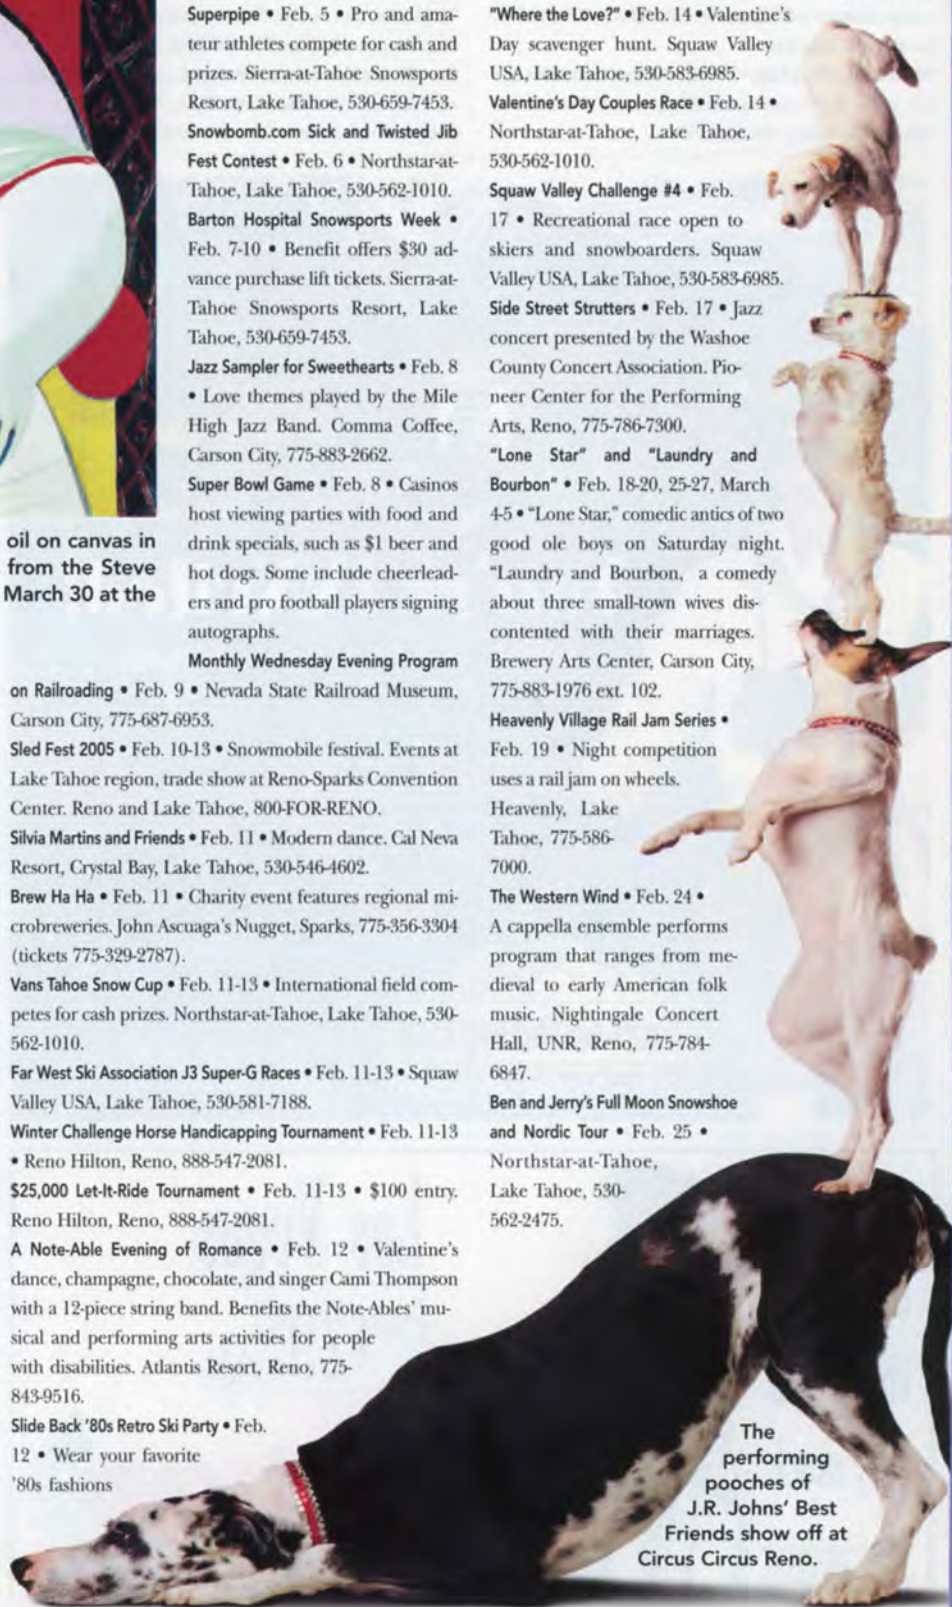 oil on canvas in
from the Steve
March 30 at the
Superpipe • Feb. 5 • Pro and ama-
teur athletes compete for cash and
prizes. Sierra-at-Tahoe Snowsports
Resort, Lake Tahoe, 530-659-7453.
Snowbomb.com Sick and Twisted Jib
Fest Contest • Feb. 6 • Northstar-at-
Tahoe, Lake Tahoe, 530-562-1010.
Barton Hospital Snowsports Week •
Feb. 7-10 • Benefit offers $30 ad-
vance purchase lift tickets. Sierra-at-
Tahoe Snowsports Resort, Lake
Tahoe, 530-659-7453.
Jazz Sampler for Sweethearts • Feb. 8
• Love themes played by the Mile
High Jazz Band. Comma Coffee,
Carson City, 775-883-2662.
Super Bowl Game • Feb. 8 • Casinos
host viewing parties with food and
drink specials, such as $1 beer and
hot dogs. Some include cheerlead-
ers and pro football players signing
autographs.
Monthly Wednesday Evening Program
on Railroading • Feb. 9 • Nevada State Railroad Museum,
Carson City, 775-687-6953.
Sled Fest 2005 • Feb. 10-13 • Snowmobile festival. Events at
Lake Tahoe region, trade show at Reno-Sparks Convention
Center. Reno and Lake Tahoe, 800-FOR-RENO.
Silvia Martins and Friends • Feb. 11 • Modern dance. Cal Neva
Resort, Crystal Bay, Lake Tahoe, 530-546-4602.
Brew Ha Ha • Feb. 11 • Charity event features regional mi-
crobreweries. John Ascuaga's Nugget, Sparks, 775-356-3304
(tickets 775-329-2787).
Vans Tahoe Snow Cup • Feb. 11-13 • International field com-
petes for cash prizes. Northstar-at-Tahoe, Lake Tahoe, 530-
562-1010.
Far West Ski Association J3 Super-G Races • Feb. 11-13 • Squaw
Valley USA, Lake Tahoe, 530-581-7188.
Winter Challenge Horse Handicapping Tournament • Feb. 11-13
• Reno Hilton, Reno, 888-547-2081.
$25,000 Let-It-Ride Tournament • Feb. 11-13 • $100 entry.
Reno Hilton, Reno, 888-547-2081.
A Note-Able Evening of Romance • Feb. 12 • Valentine's
dance, champagne, chocolate, and singer Cami Thompson
with a 12-piece string band. Benefits the Note-Ables' mu-
sical and performing arts activities for people
with disabilities. Atlantis Resort, Reno, 775-
843-9516.
Slide Back '80s Retro Ski Party • Feb.
12 • Wear your favorite
'80s fashions
"Where the Love?" • Feb. 14 • Valentine's
Day scavenger hunt. Squaw Valley
USA, Lake Tahoe, 530-583-6985.
Valentine's Day Couples Race • Feb. 14 •
Northstar-at-Tahoe, Lake Tahoe,
530-562-1010.
Squaw Valley Challenge #4 • Feb.
17 • Recreational race open to
skiers and snowboarders. Squaw
Valley USA, Lake Tahoe, 530-583-6985.
Side Street Strutters • Feb. 17 • Jazz
concert presented by the Washoe
County Concert Association. Pio-
neer Center for the Performing
Arts, Reno, 775-786-7300.
"Lone Star" and "Laundry and
Bourbon" • Feb. 18-20, 25-27, March
4-5 • "Lone Star," comedic antics of two
good ole boys on Saturday night.
"Laundry and Bourbon, a comedy
about three small-town wives dis-
contented with their marriages.
Brewery Arts Center, Carson City,
775-883-1976 ext. 102.
Heavenly Village Rail Jam Series •
Feb. 19 • Night competition
uses a rail jam on wheels.
Heavenly, Lake
Tahoe, 775-586-
7000.
The Western Wind • Feb. 24 •
A cappella ensemble performs
program that ranges from me-
dieval to early American folk
music. Nightingale Concert
Hall, UNR, Reno, 775-784-
6847.
Ben and Jerry's Full Moon Snowshoe
and Nordic Tour • Feb. 25 •
Northstar-at-Tahoe,
Lake Tahoe, 530-
562-2475.
The
performing
pooches of
J.R. Johns' Best
Friends show off at
Circus Circus Reno.